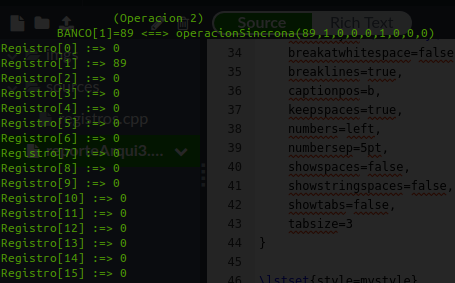 (Operacion 2)
BANCO[1]=89 <==> operacionSincrona(89,1,0,0,0,1,0,0,0)
Registro[0] :=> 0
Registro[1] :=> 89
Registro[2] :=> 0
Registro[3] :=> 0
Registro[4] :=> 0
Registro[5] :=> 0
Registro[6] :=> 0
Registro[7] :=> 0
Registro[8] :=> 0
Registro[9] :=> 0
Registro[10] :=> 0
Registro[11] :=> 0
Registro[12] :=> 0
Registro[13] :=> 0
Registro[14] :=> 0
Registro[15] :=> 0
sources
registro.cpp
reporteArqui3....
Source
Rich Text
34 breakatwhitespace=false
35 breaklines=true,
36 captionpos=b,
37 keepspaces=true,
38 numbers=left,
39 numbersep=5pt,
40 showspaces=false,
41 showstringspaces=false,
42 showtabs=false,
43 tabsize=3
44 }
45
46 \lstset{style=mystyle}